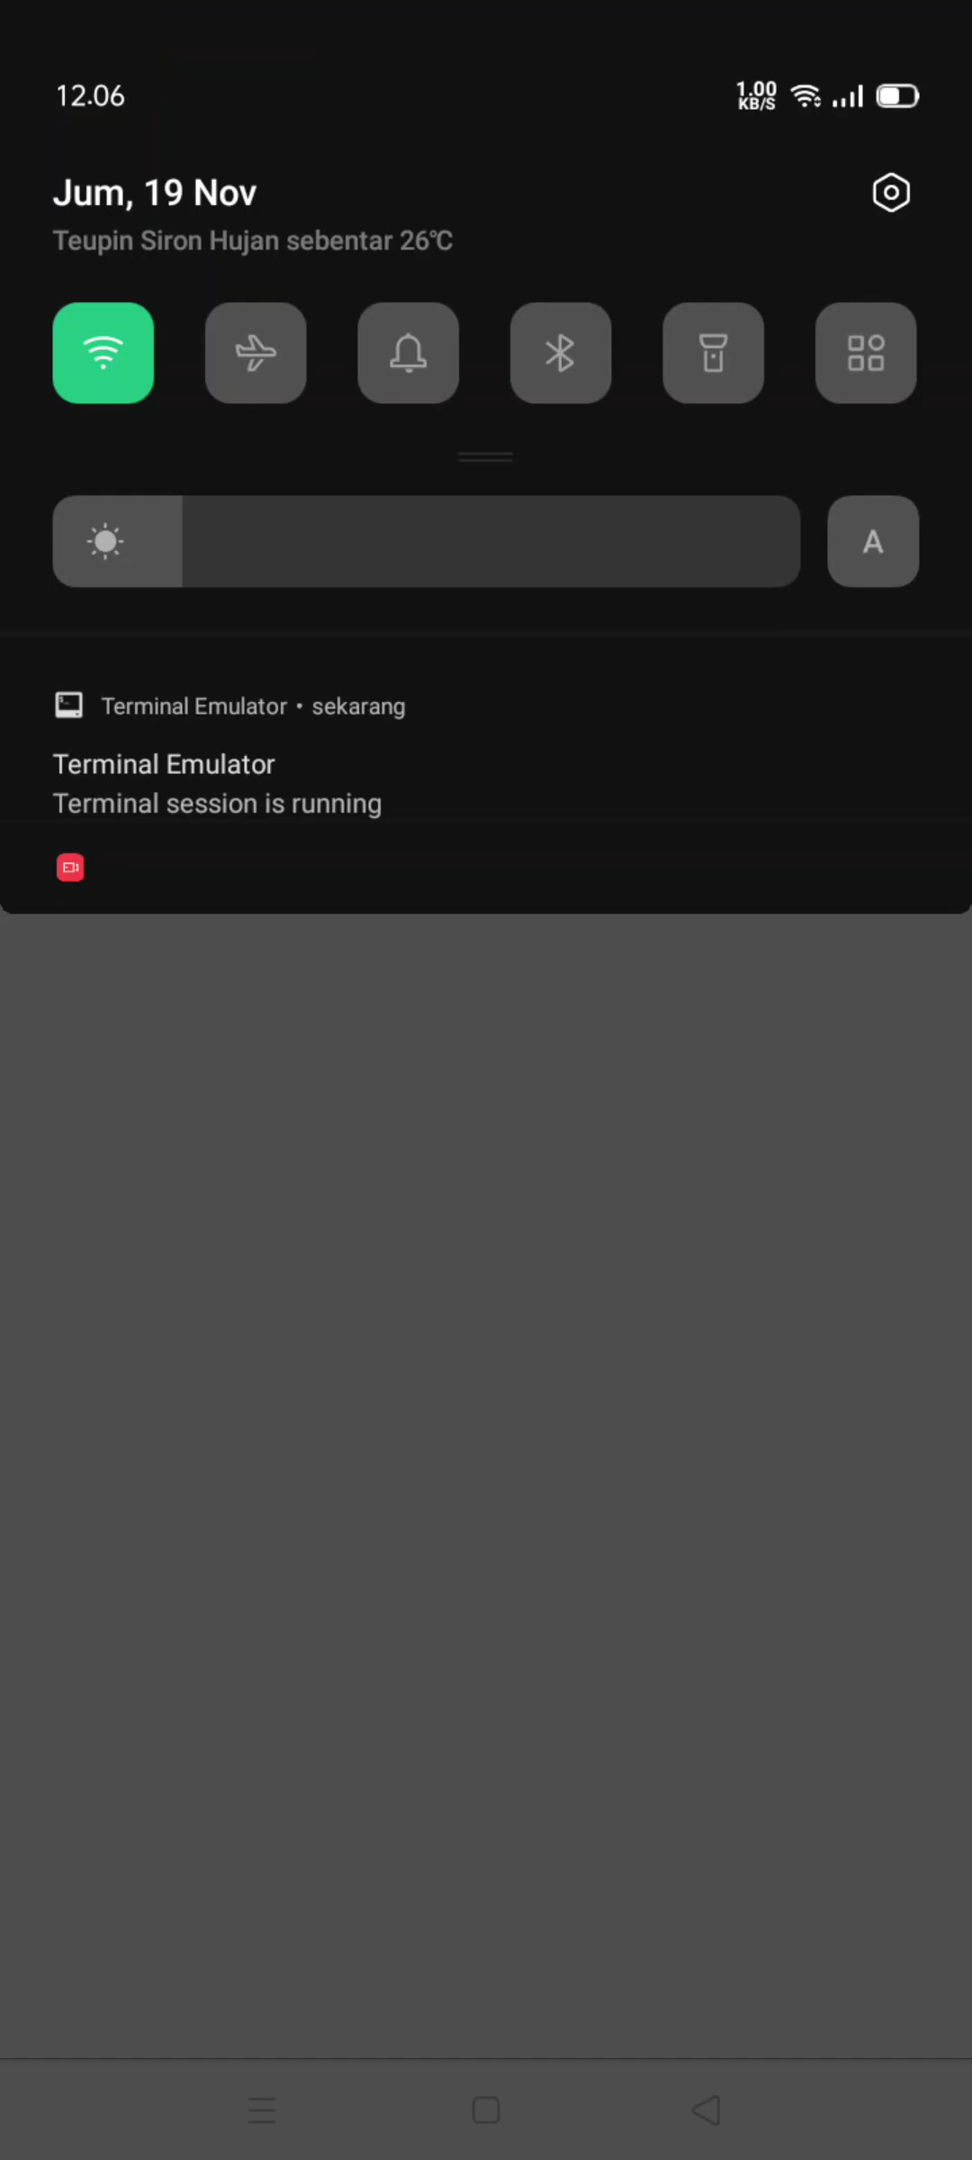 12.06
1.00
KB/S
Jum, 19 Nov
Teupin Siron Hujan sebentar 26°C
A
Terminal Emulator • sekarang
Terminal Emulator
Terminal session is running